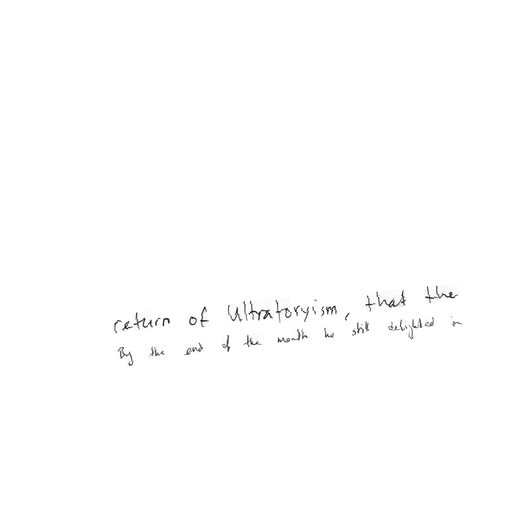 return of Ultratoryism, that the
By the end of the month he still delighted in